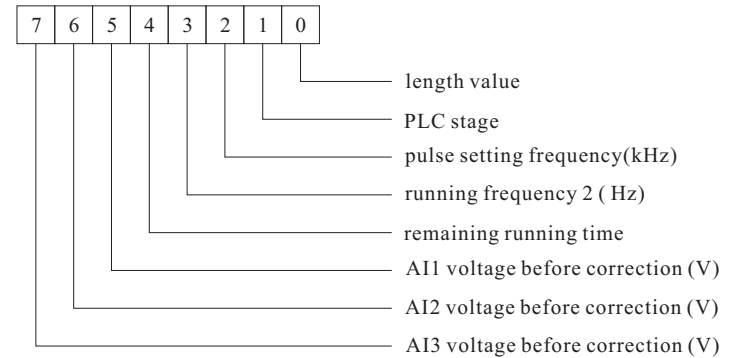 7 6 5 4 3 2 1 0
length value
PLC stage
pulse setting frequency(kHz)
running frequency 2 ( Hz)
remaining running time
AI1 voltage before correction (V)
AI2 voltage before correction (V)
AI3 voltage before correction (V)